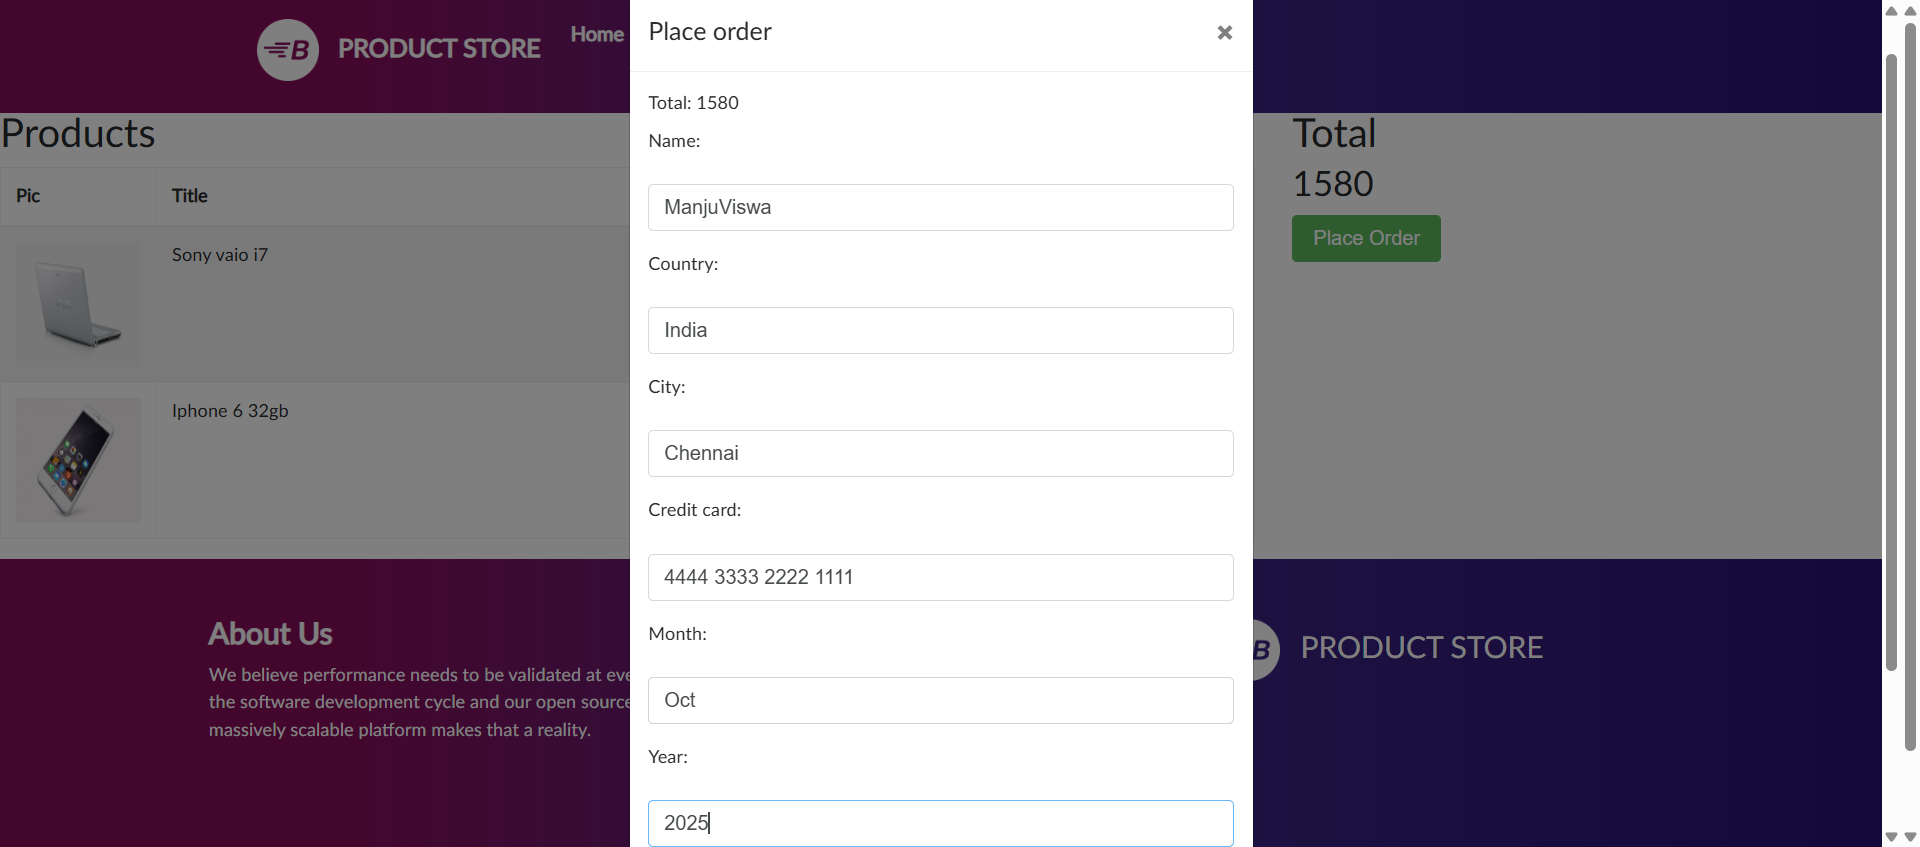 B PRODUCT STORE
Home
Products
Pic
Title
Sony vaio i7
Iphone 6 32gb
Place order
×
Total: 1580
Name:
ManjuViswa
Country:
India
City:
Chennai
Credit card:
4444 3333 2222 1111
Month:
Oct
Year:
2025
Total
1580
Place Order
About Us
We believe performance needs to be validated at
the software development cycle and our open source
massively scalable platform makes that a reality.
B PRODUCT STORE